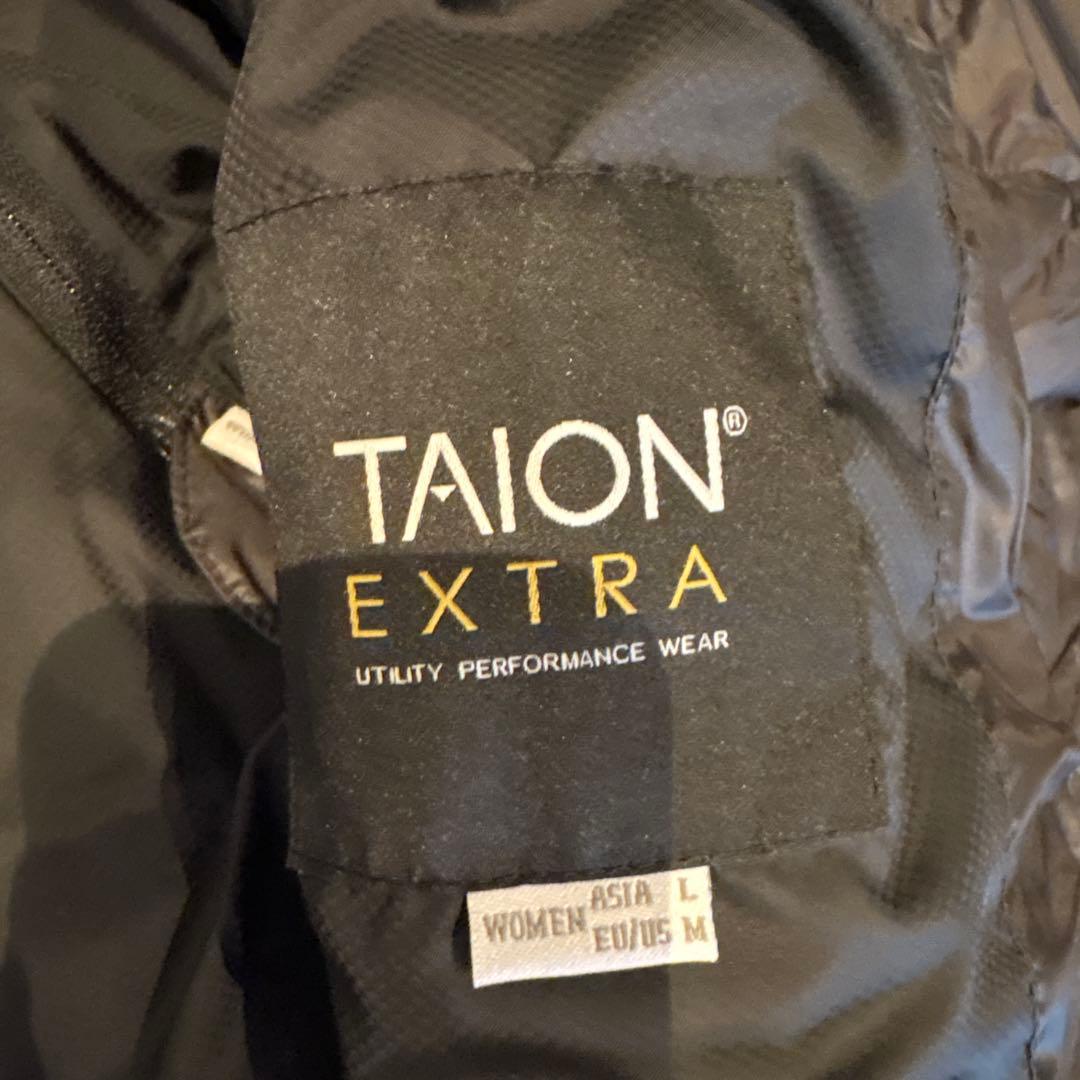 TAION®
EXTRA
UTILITY PERFORMANCE WEAR
WOMEN ASIA L
EU/US M